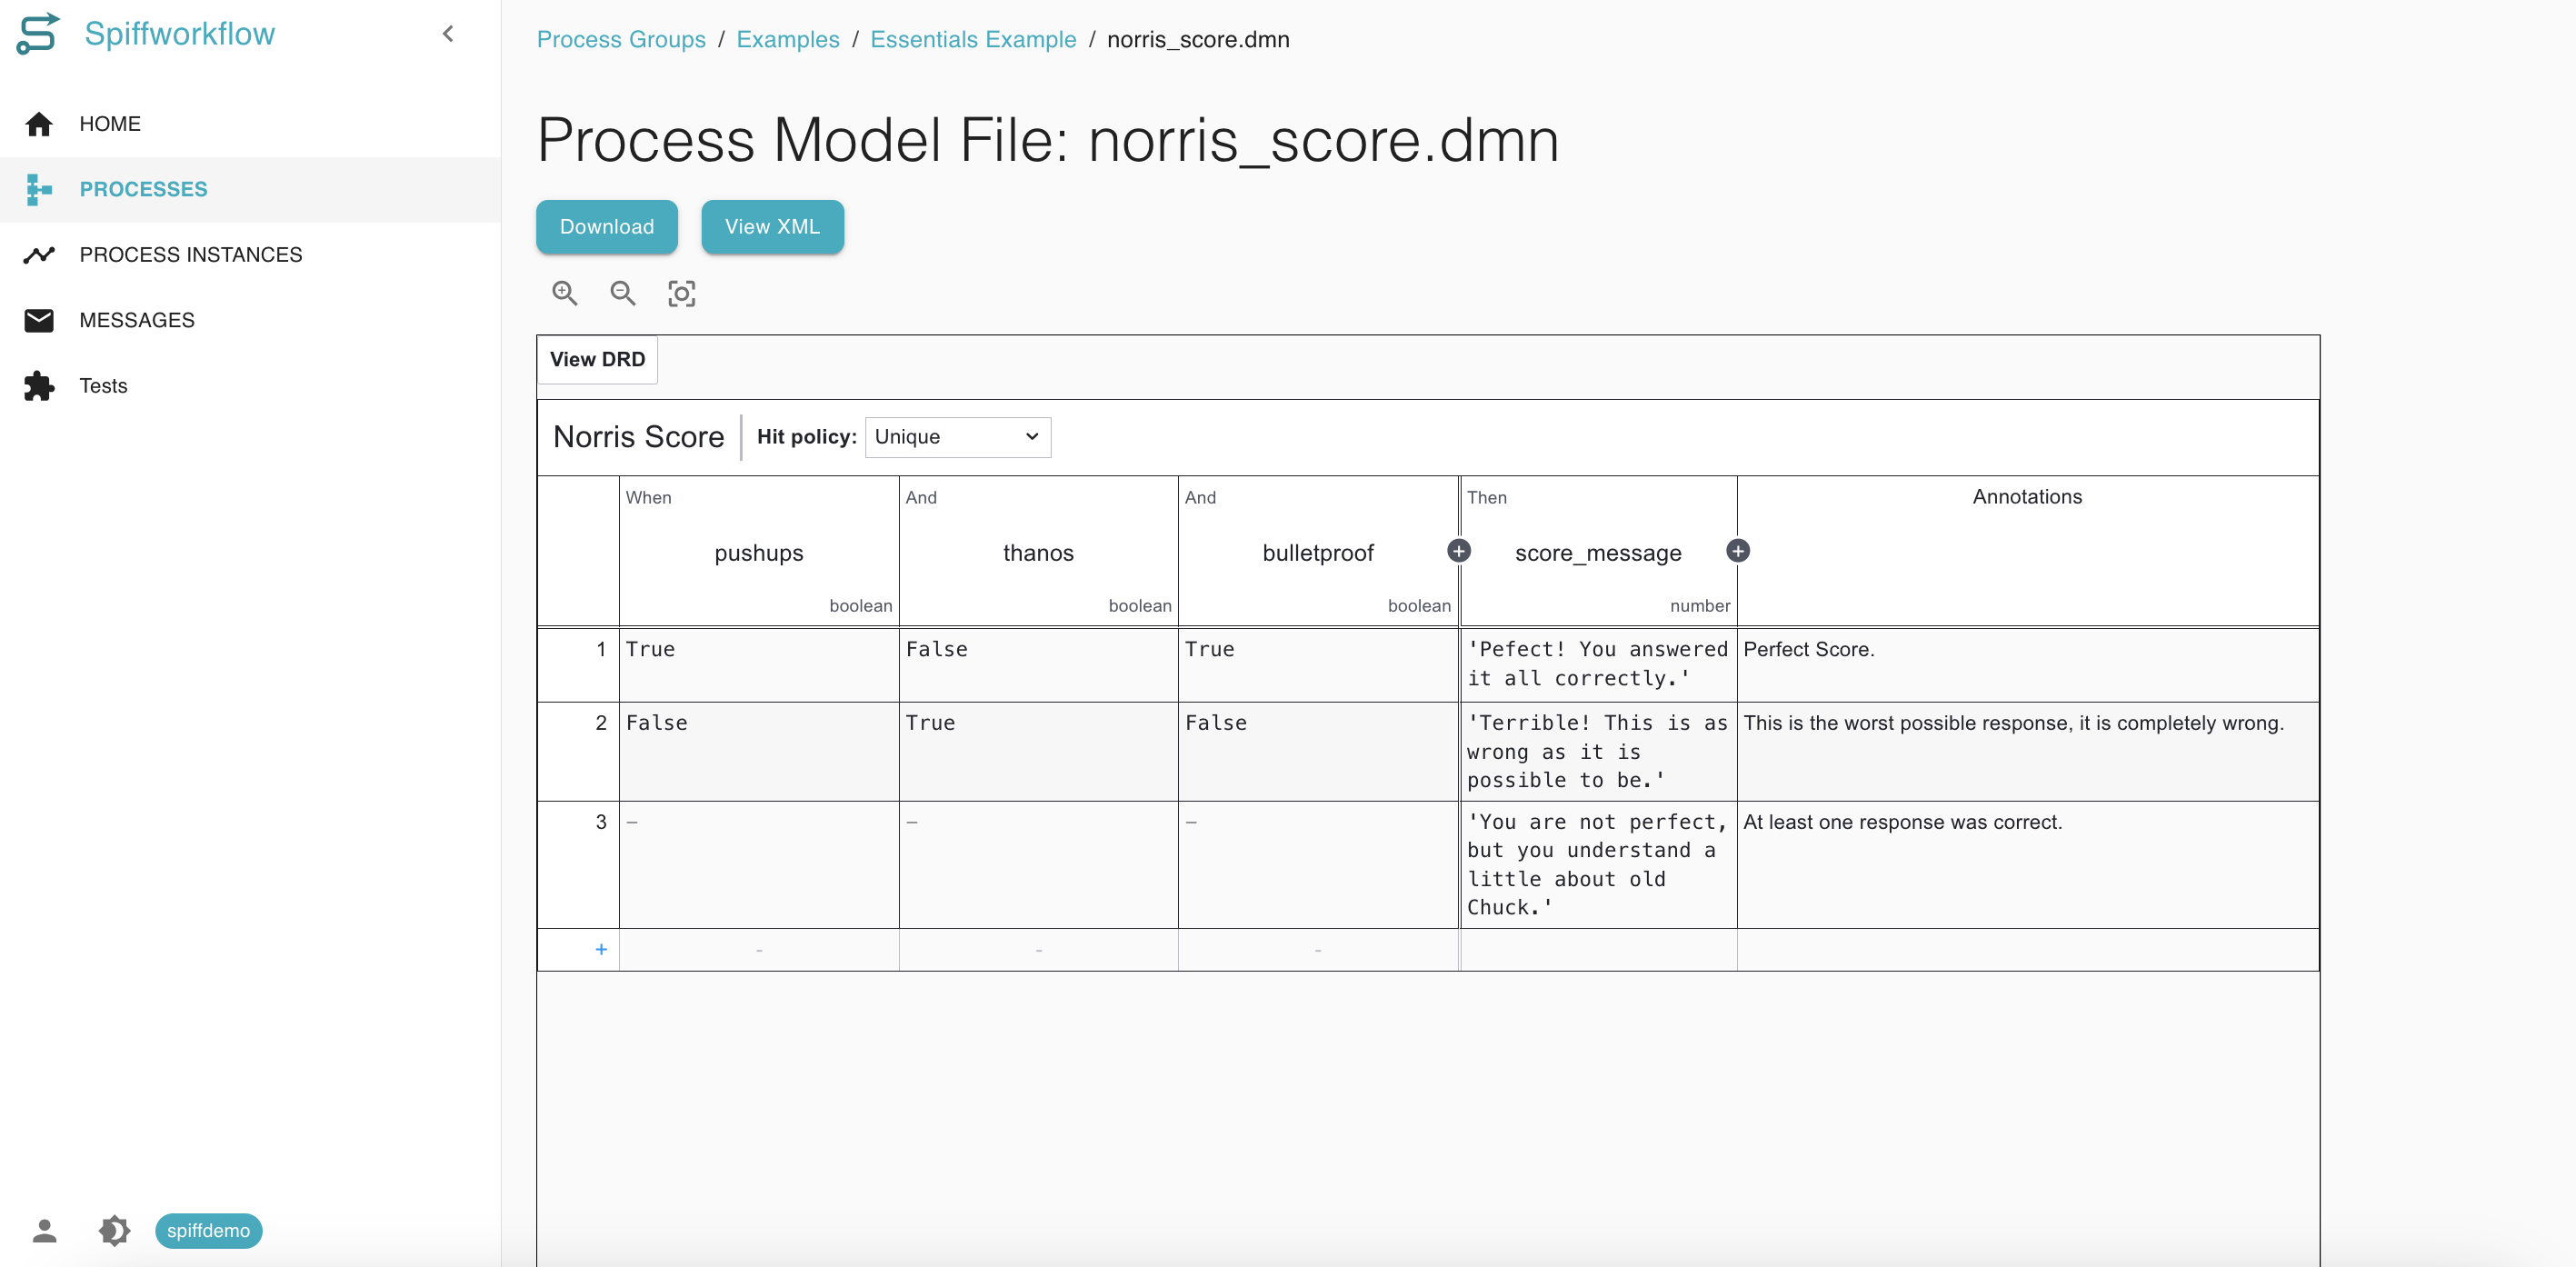 Spiffworkflow
HOME
PROCESSES
PROCESS INSTANCES
MESSAGES
Tests
spiffdemo
Process Groups / Examples / Essentials Example / norris_score.dmn
Process Model File: norris_score.dmn
Download
View XML
View DRD
Norris Score
Hit policy: Unique
When
pushups
boolean
And
thanos
boolean
And
bulletproof
boolean
+
Then
score_message
number
+
Annotations
1 True False True 'Pefect! You answered
it all correctly.'
Perfect Score.
2 False True False 'Terrible! This is as
wrong as it is
possible to be.'
This is the worst possible response, it is completely wrong.
3 – – – 'You are not perfect,
but you understand a
little about old
Chuck.'
At least one response was correct.
+ - - -